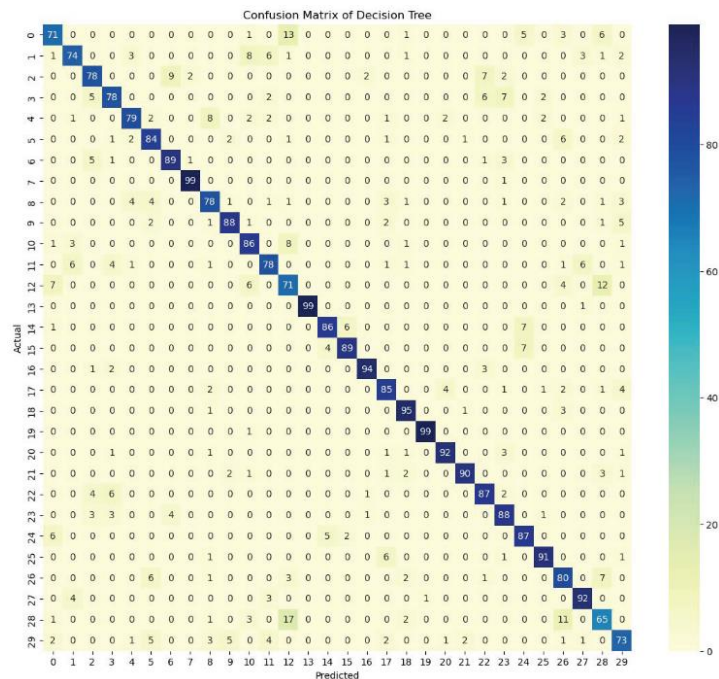 Confusion Matrix of Decision Tree
0 71 0 0 0 0 0 0 0 0 0 1 0 13 0 0 0 0 0 1 0 0 0 0 0 5 0 3 0 6 0
1 1 74 0 0 3 0 0 0 0 0 8 6 1 0 0 0 0 0 1 0 0 0 0 0 0 0 0 3 1 2
2 0 0 78 0 0 0 9 2 0 0 0 0 0 0 0 0 2 0 0 0 0 0 7 2 0 0 0 0 0 0
3 0 0 5 78 0 0 0 0 0 0 0 2 0 0 0 0 0 0 0 0 0 0 6 7 0 2 0 0 0 0
4 0 1 0 0 79 2 0 0 8 0 2 2 0 0 0 0 0 1 0 0 2 0 0 0 0 2 0 0 0 1
5 0 0 0 1 2 84 0 0 0 2 0 0 1 0 0 0 0 1 0 0 0 1 0 0 0 0 6 0 0 2
6 0 0 5 1 0 0 89 1 0 0 0 0 0 0 0 0 0 0 0 0 0 0 1 3 0 0 0 0 0 0
7 0 0 0 0 0 0 0 99 0 0 0 0 0 0 0 0 0 0 0 0 0 0 0 1 0 0 0 0 0 0
8 0 0 0 0 4 4 0 0 78 1 0 1 1 0 0 0 0 3 1 0 0 0 0 1 0 0 2 0 1 3
9 0 0 0 0 0 2 0 0 1 88 1 0 0 0 0 0 0 2 0 0 0 0 0 0 0 0 0 0 1 5
10 1 3 0 0 0 0 0 0 0 0 86 0 8 0 0 0 0 0 1 0 0 0 0 0 0 0 0 0 0 1
11 0 6 0 4 1 0 0 0 1 0 0 78 0 0 0 0 0 1 1 0 0 0 0 0 0 0 1 6 0 1
12 7 0 0 0 0 0 0 0 0 0 6 0 71 0 0 0 0 0 0 0 0 0 0 0 0 0 4 0 12 0
13 0 0 0 0 0 0 0 0 0 0 0 0 0 99 0 0 0 0 0 0 0 0 0 0 0 0 0 1 0 0
14 1 0 0 0 0 0 0 0 0 0 0 0 0 0 86 6 0 0 0 0 0 0 0 0 7 0 0 0 0 0
15 0 0 0 0 0 0 0 0 0 0 0 0 0 0 4 89 0 0 0 0 0 0 0 0 7 0 0 0 0 0
16 0 0 1 2 0 0 0 0 0 0 0 0 0 0 0 0 94 0 0 0 0 0 3 0 0 0 0 0 0 0
17 0 0 0 0 0 0 0 0 2 0 0 0 0 0 0 0 0 85 0 0 4 0 0 1 0 1 2 0 0 4
18 0 0 0 0 0 0 0 0 1 0 0 0 0 0 0 0 0 0 95 0 0 1 0 0 0 0 3 0 0 0
19 0 0 0 0 0 0 0 0 0 0 1 0 0 0 0 0 0 0 0 99 0 0 0 0 0 0 0 0 0 0
20 0 0 0 1 0 0 0 0 1 0 0 0 0 0 0 0 0 1 1 0 92 0 0 3 0 0 0 0 0 1
21 0 0 0 0 0 0 0 0 0 2 1 0 0 0 0 0 0 1 2 0 0 90 0 0 0 0 0 0 3 1
22 0 0 4 6 0 0 0 0 0 0 0 0 0 0 0 0 1 0 0 0 0 0 87 2 0 0 0 0 0 0
23 0 0 3 3 0 0 4 0 0 0 0 0 0 0 0 0 1 0 0 0 0 0 0 88 0 1 0 0 0 0
24 6 0 0 0 0 0 0 0 0 0 0 0 0 0 5 2 0 0 0 0 0 0 0 0 87 0 0 0 0 0
25 0 0 0 0 0 0 0 0 1 0 0 0 0 0 0 0 0 6 0 0 0 0 0 1 0 91 0 0 0 1
26 0 0 0 0 0 6 0 0 1 0 0 0 3 0 0 0 0 0 2 0 0 0 1 0 0 0 80 0 7 0
27 0 4 0 0 0 0 0 0 0 0 0 3 0 0 0 0 0 0 0 1 0 0 0 0 0 0 0 92 0 0
28 1 0 0 0 0 0 0 0 1 0 3 0 17 0 0 0 0 0 2 0 0 0 0 0 0 0 11 0 65 0
29 2 0 0 0 1 5 0 0 3 5 0 4 0 0 0 0 0 2 0 0 1 2 0 0 0 0 1 1 0 73
0 1 2 3 4 5 6 7 8 9 10 11 12 13 14 15 16 17 18 19 20 21 22 23 24 25 26 27 28 29
Predicted
Actual
80
60
40
20
0